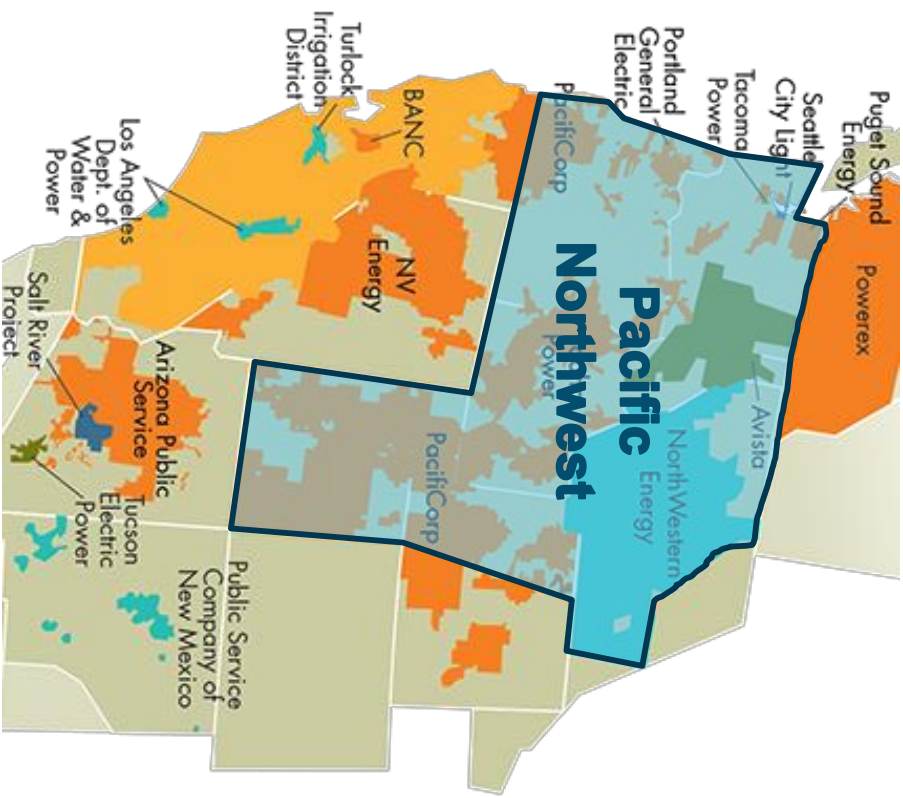 Puget Sound
Energy
Powerex
Seattle
City Light
Tacoma
Power
Avista
Portland
General
Electric
NorthWestern
Energy
Pacific
Northwest
Power
PacifiCorp
PacifiCorp
BANC
NV
Energy
Turlock
Irrigation
District
Public Service
Company of
New Mexico
Arizona Public
Service
Los Angeles
Dept. of
Water &
Power
Tucson
Electric
Power
Salt River
Project